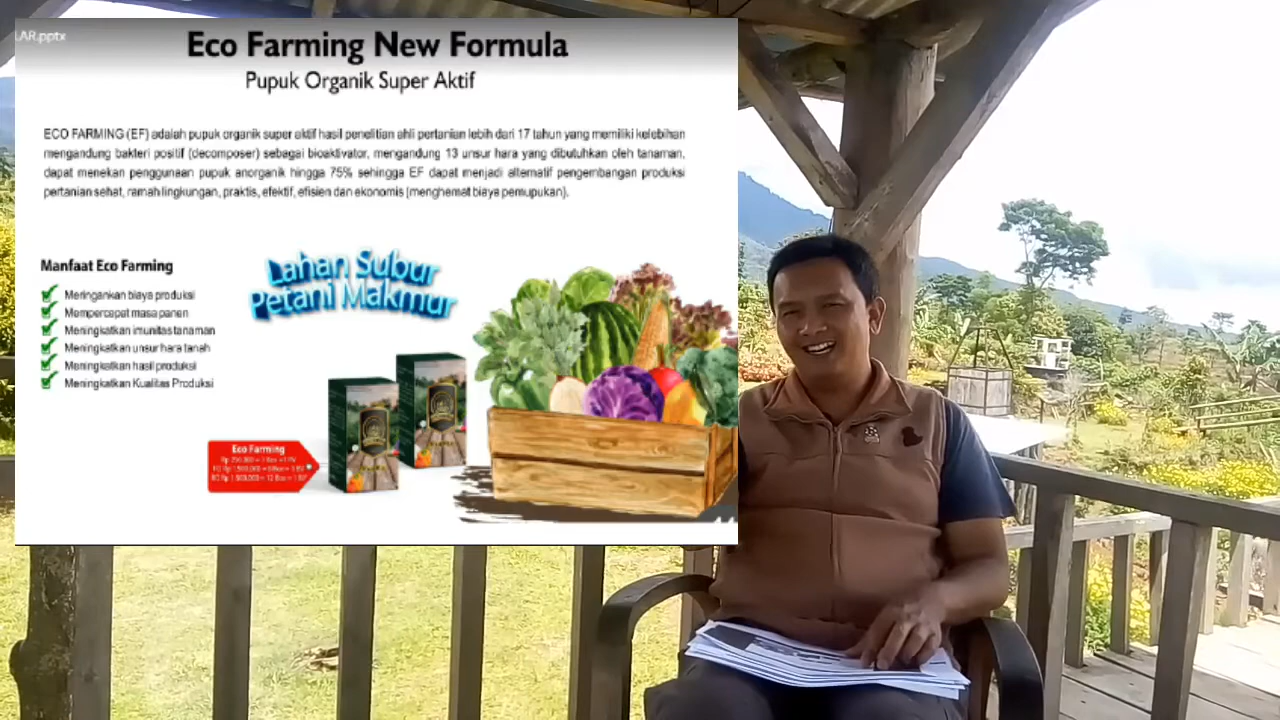 LAR.pptx
Eco Farming New Formula
Pupuk Organik Super Aktif
ECO FARMING (EF) adalah pupuk organik super aktif hasil penelitian ahli pertanian lebih dari 17 tahun yang memiliki kelebihan
mengandung bakteri positif (decomposer) sebagai bioaktivator, mengandung 13 unsur hara yang dibutuhkan oleh tanaman,
dapat menekan penggunaan pupuk anorganik hingga 75% sehingga EF dapat menjadi alternatif pengembangan produksi
pertanian sehat, ramah lingkungan, praktis, efektif, efisien dan ekonomis (menghemat biaya pemupukan).
Manfaat Eco Farming
Meringankan biaya produksi
Mempercepat masa panen
Meningkatkan imunitas tanaman
Meningkatkan unsur hara tanah
Meningkatkan hasil produksi
Meningkatkan Kualitas Produksi
Lahan Subur
Petani Makmur
Eco Farming